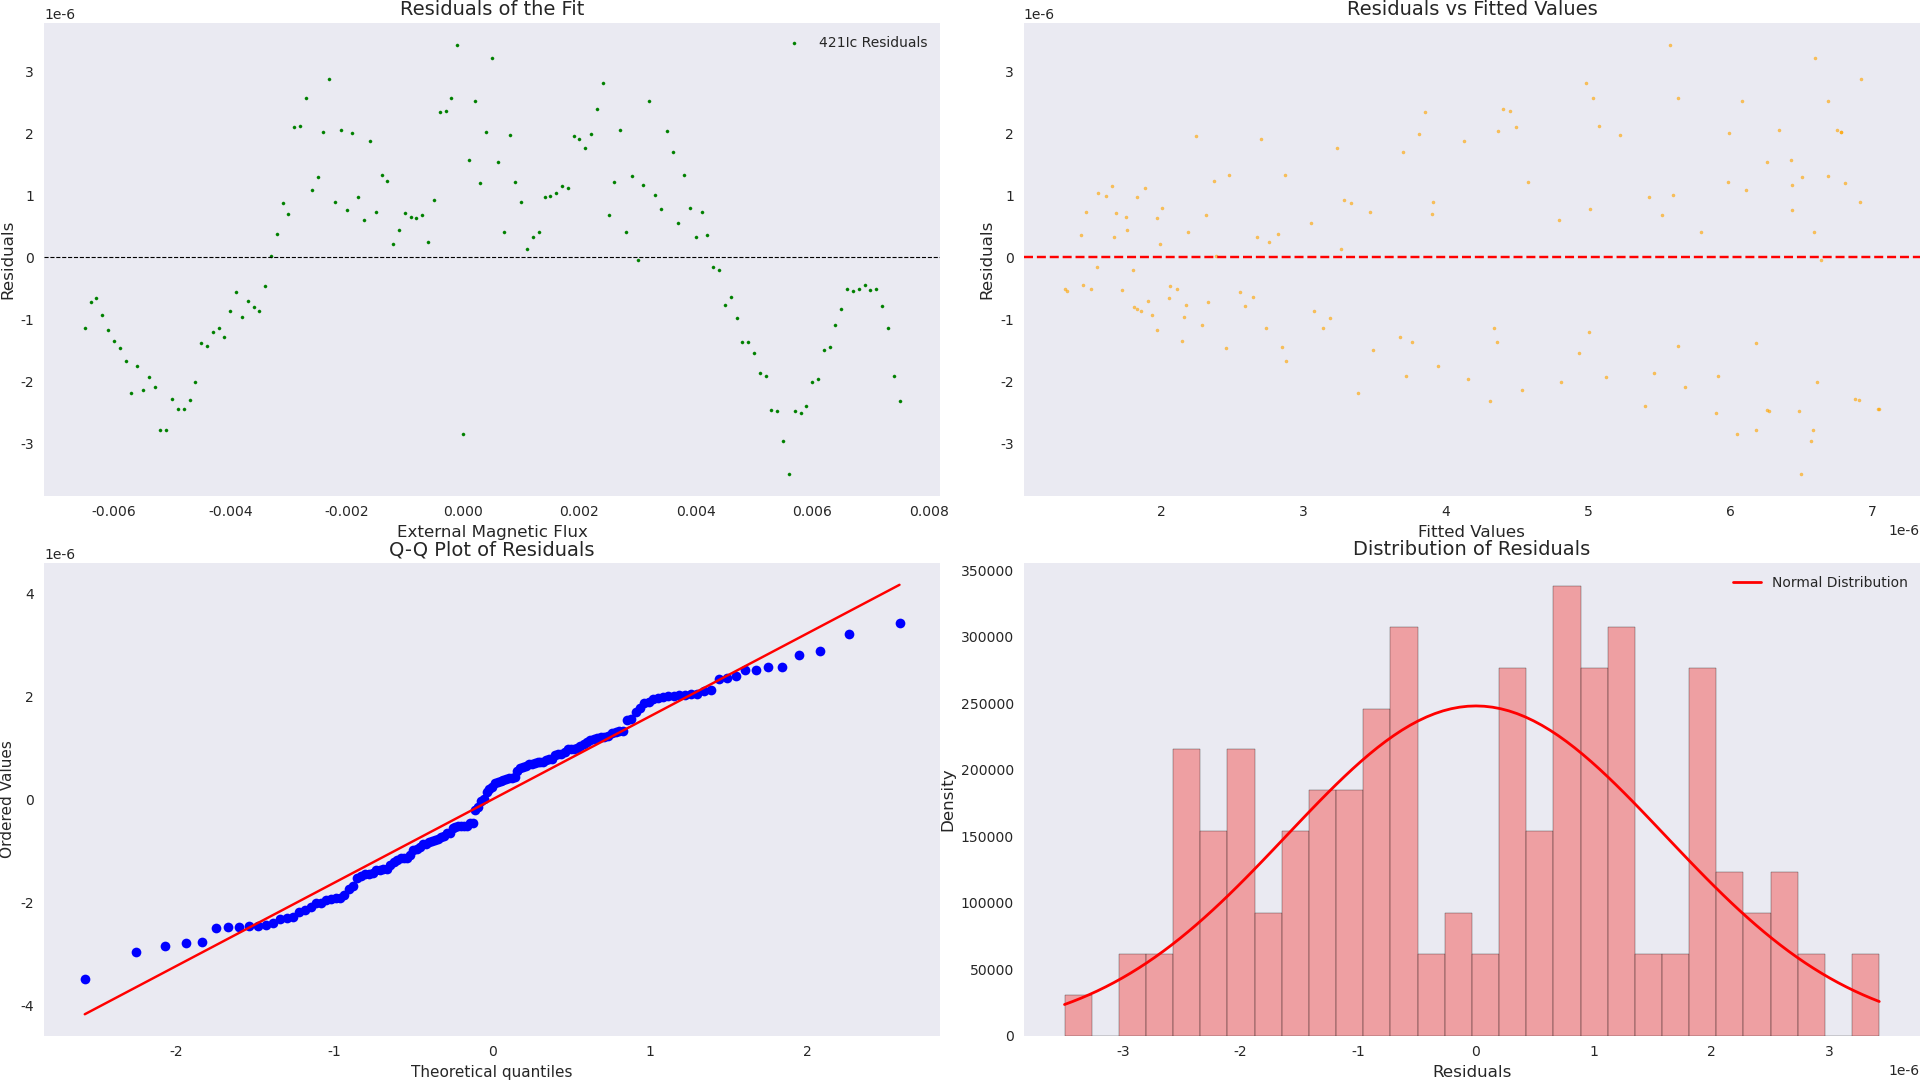 Residuals of the Fit
1e-6
421Ic Residuals
3
2
1
0
-1
-2
-3
Residuals
-0.006 -0.004 -0.002 0.000 0.002 0.004 0.006 0.008
External Magnetic Flux
Residuals vs Fitted Values
1e-6
3
2
1
0
-1
-2
-3
Residuals
2 3 4 5 6 7
1e-6
Fitted Values
Q-Q Plot of Residuals
1e-6
4
2
0
-2
-4
Ordered Values
-2 -1 0 1 2
Theoretical quantiles
Distribution of Residuals
Normal Distribution
350000
300000
250000
200000
150000
100000
50000
0
Density
-3 -2 -1 0 1 2 3
1e-6
Residuals